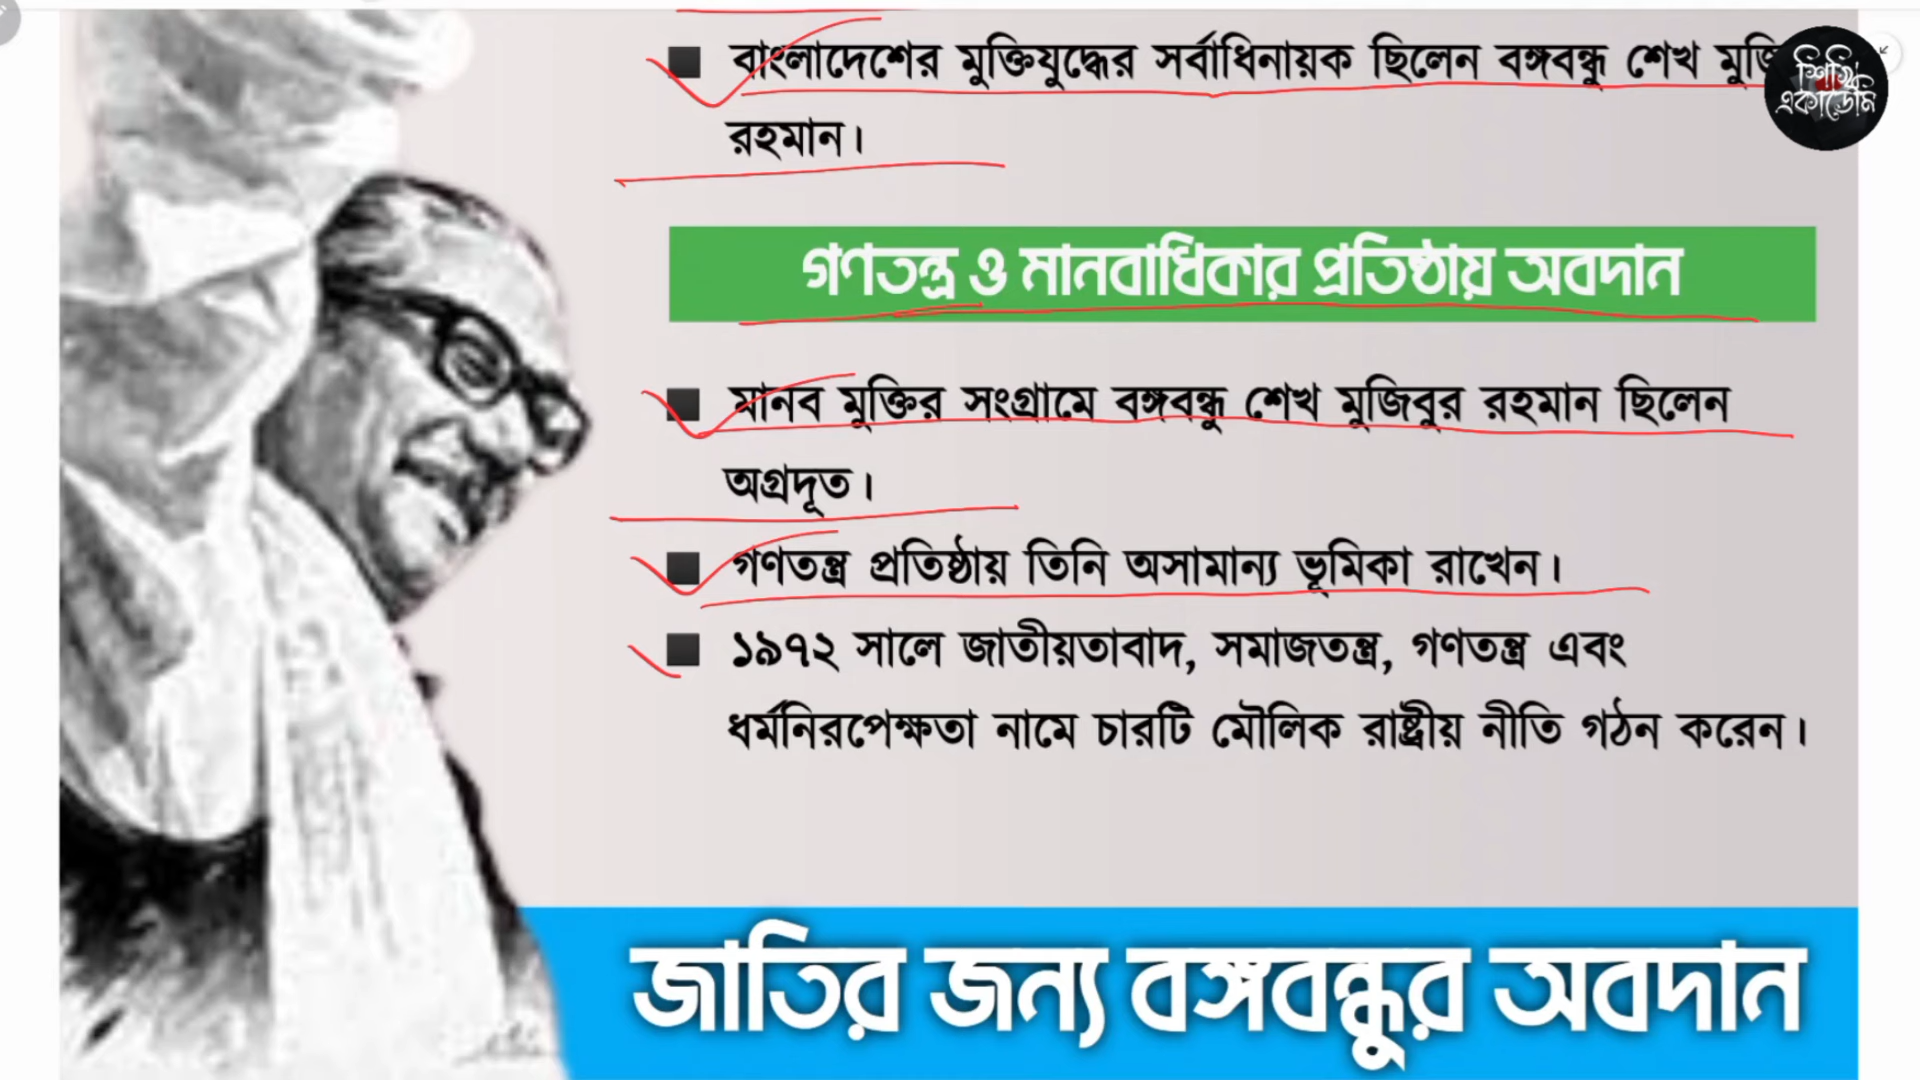 ■ বাংলাদেশের মুক্তিযুদ্ধের সর্বাধিনায়ক ছিলেন বঙ্গবন্ধু শেখ
রহমান।
শিখি একাডেমি
গণতন্ত্র ও মানবাধিকার প্রতিষ্ঠায় অবদান
■ মানব মুক্তির সংগ্রামে বঙ্গবন্ধু শেখ মুজিবুর রহমান ছিলেন
অগ্রদূত।
■ গণতন্ত্র প্রতিষ্ঠায় তিনি অসামান্য ভূমিকা রাখেন।
■ ১৯৭২ সালে জাতীয়তাবাদ, সমাজতন্ত্র, গণতন্ত্র এবং
ধর্মনিরপেক্ষতা নামে চারটি মৌলিক রাষ্ট্রীয় নীতি গঠন করেন।
জাতির জন্য বঙ্গবন্ধুর অবদান